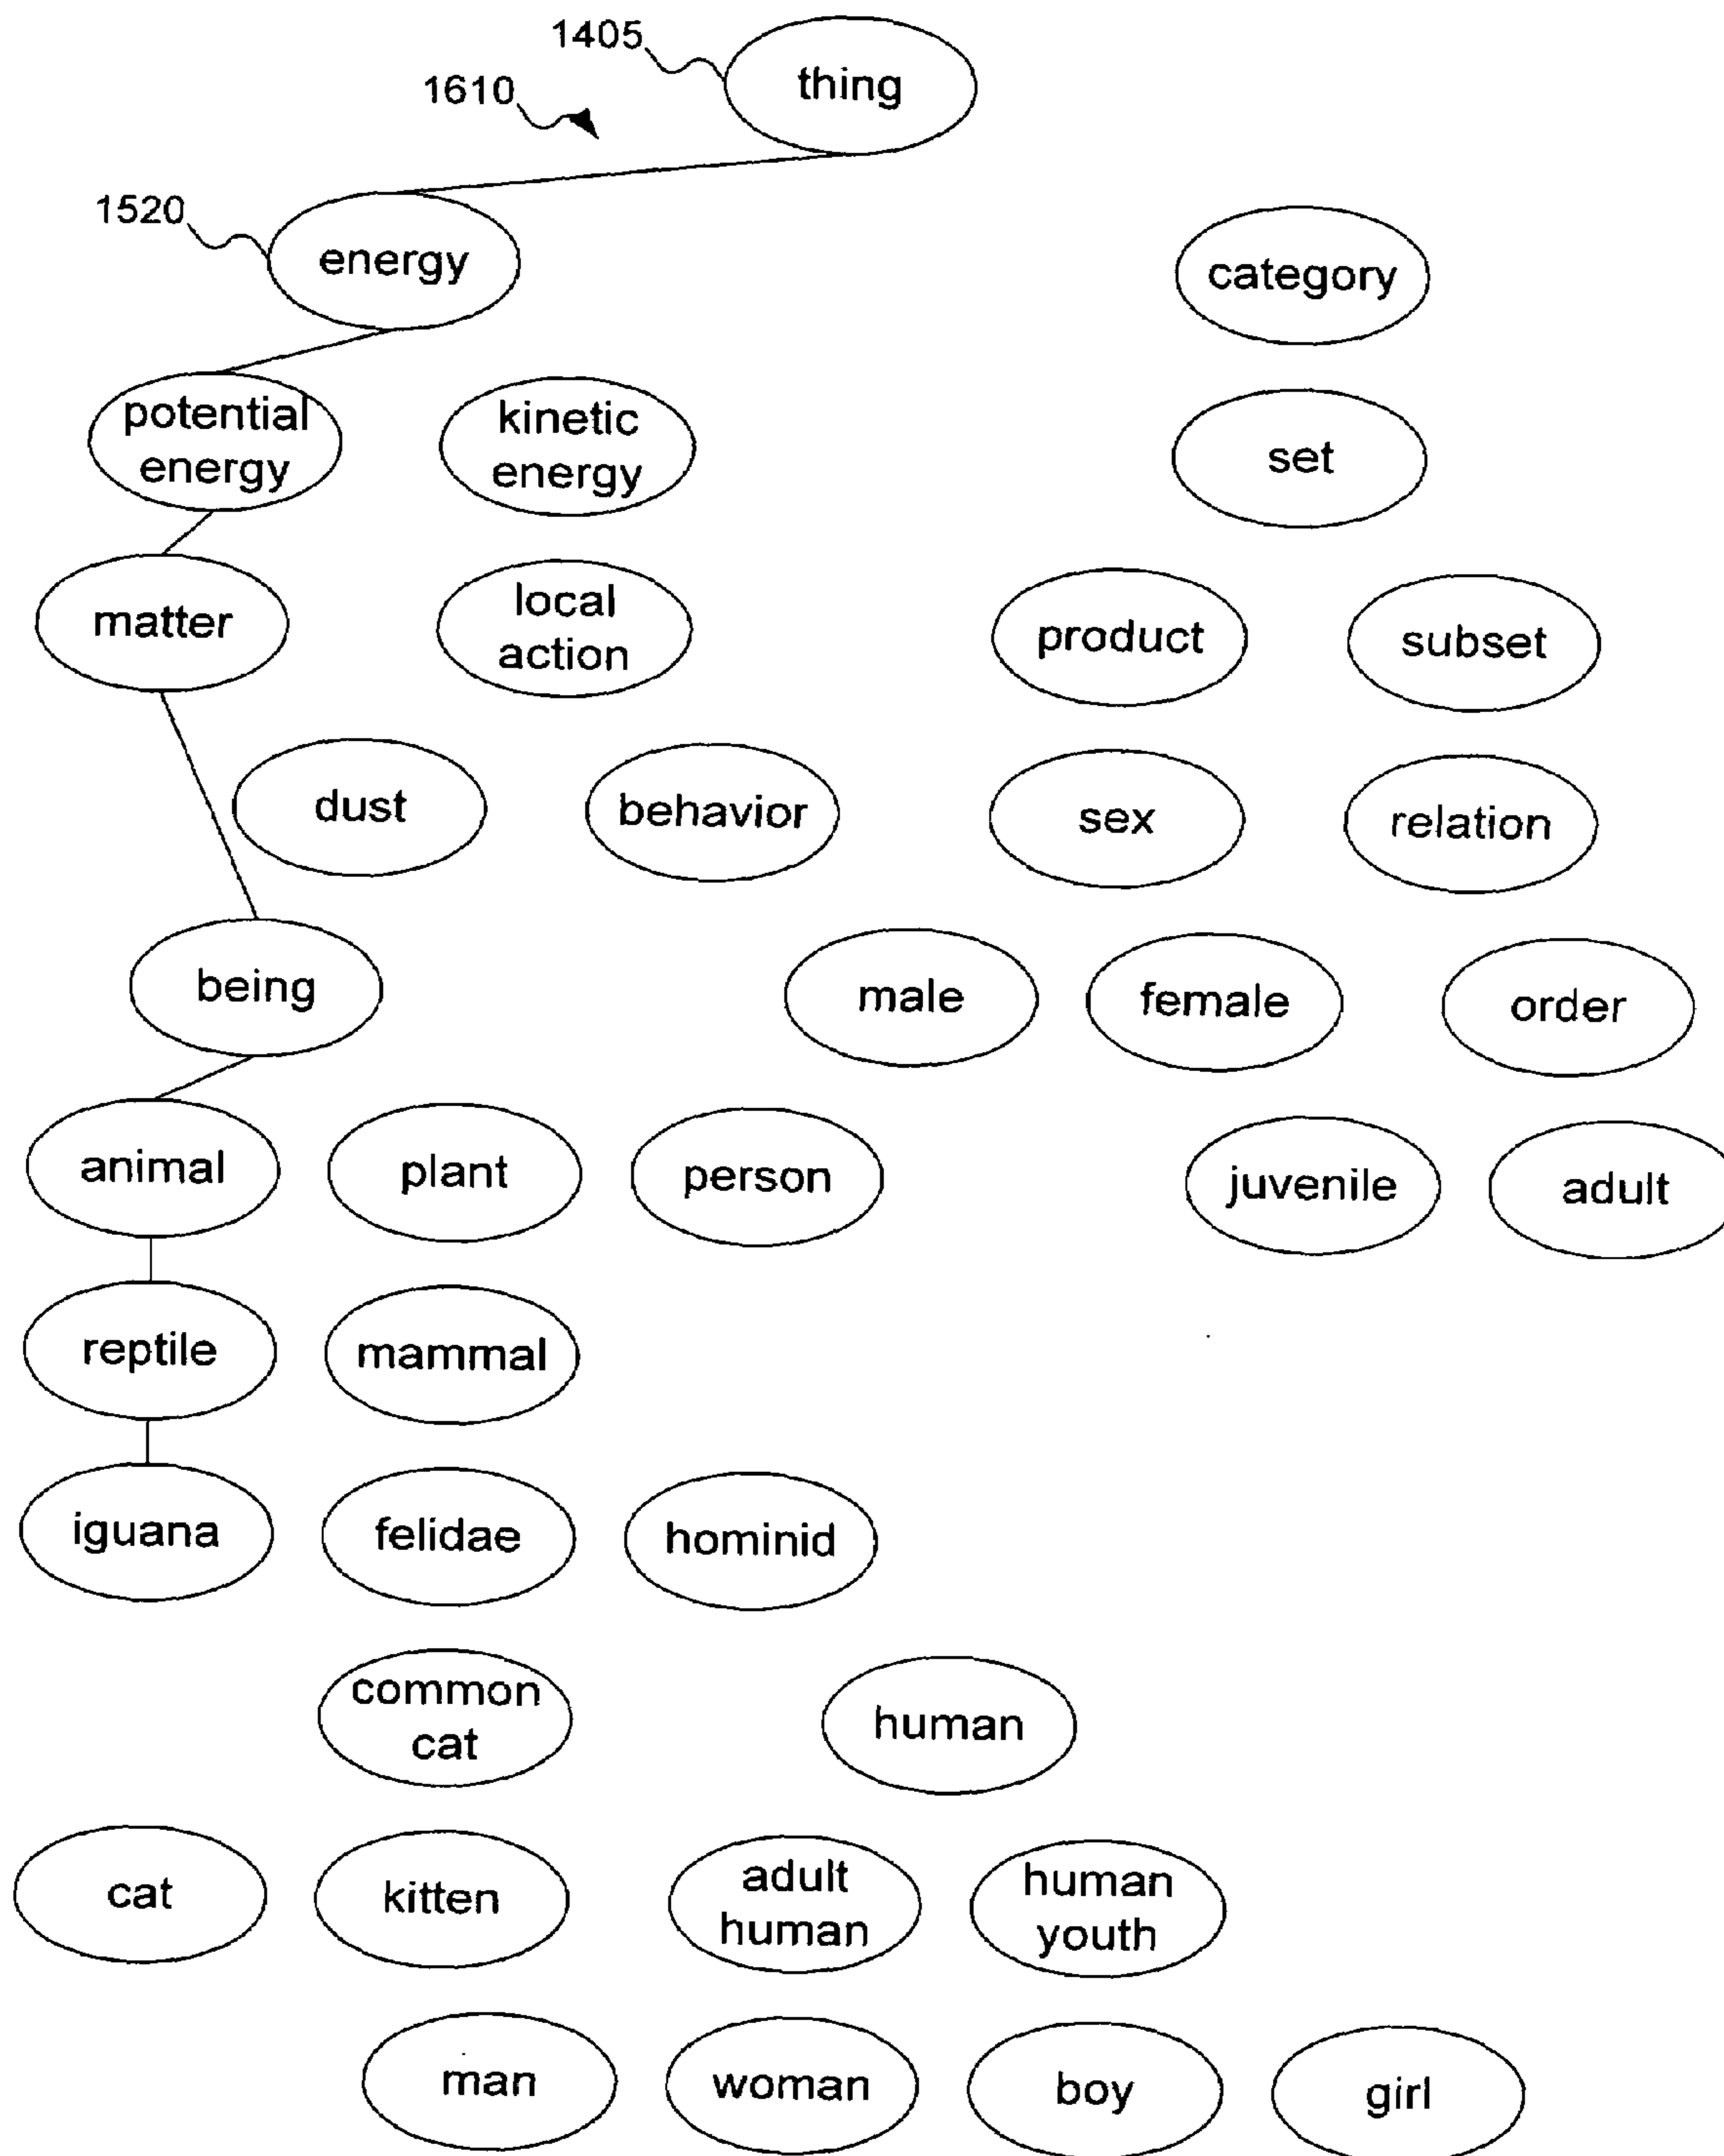 1405
thing
1610
1520
energy
category
potential
energy
kinetic
energy
set
matter
local
action
product
subset
dust
behavior
sex
relation
being
male
female
order
animal
plant
person
juvenile
adult
reptile
mammal
iguana
felidae
hominid
common
cat
human
cat
kitten
adult
human
human
youth
man
woman
boy
girl